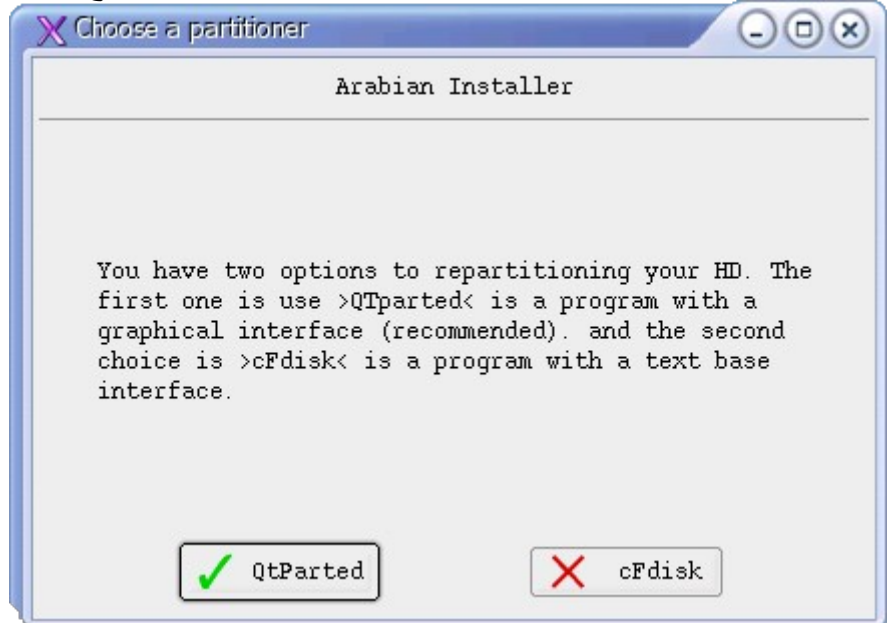 Choose a partitioner
Arabian Installer
You have two options to repartitioning your HD. The
first one is use >QTparted< is a program with a
graphical interface (recommended). and the second
choice is >cFdisk< is a program with a text base
interface.
QtParted
cFdisk